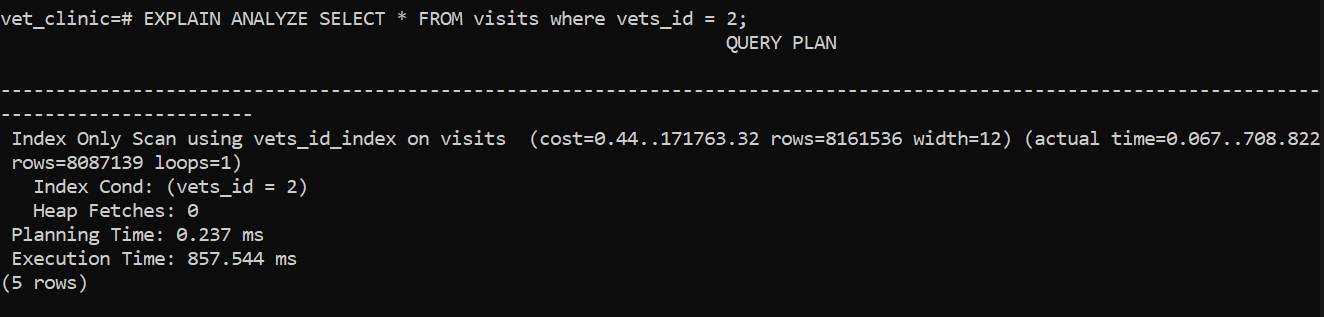 vet_clinic=# EXPLAIN ANALYZE SELECT * FROM visits where vets_id = 2;
QUERY PLAN
------------------------------------------------------------------------------------------------------------------------
-----------------------
Index Only Scan using vets_id_index on visits  (cost=0.44..171763.32 rows=8161536 width=12) (actual time=0.067..708.822
rows=8087139 loops=1)
Index Cond: (vets_id = 2)
Heap Fetches: 0
Planning Time: 0.237 ms
Execution Time: 857.544 ms
(5 rows)